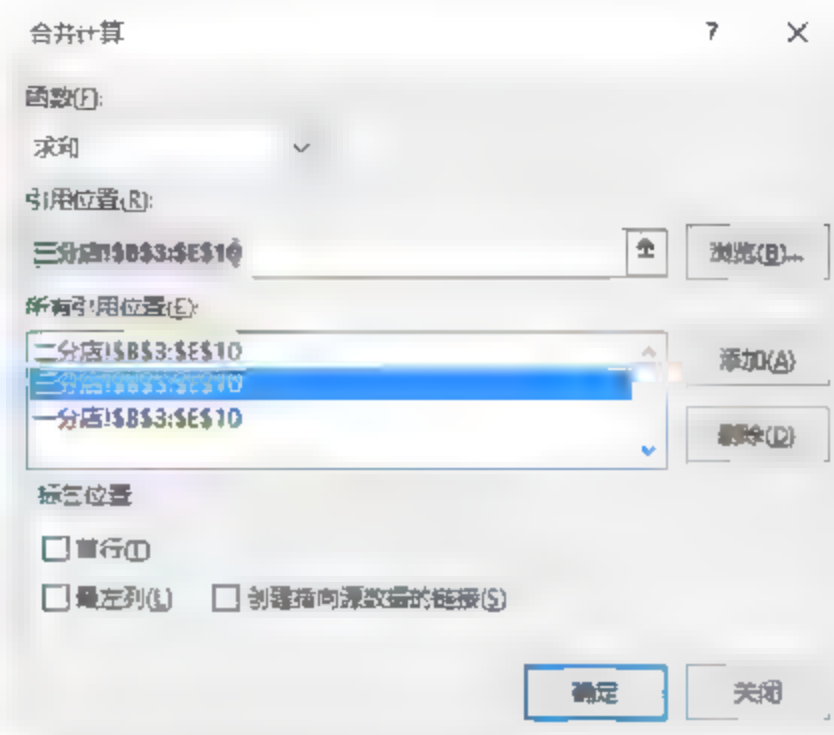 合并计算 ?
函数(F):
求和
引用位置(R):
三分店!$B$3:$E$10
浏览(B)...
所有引用位置(E):
二分店!$B$3:$E$10
三分店!$B$3:$E$10
一分店!$B$3:$E$10
添加(A)
删除(D)
标签位置
首行(T)
最左列(L) 创建指向源数据的链接(S)
确定 关闭